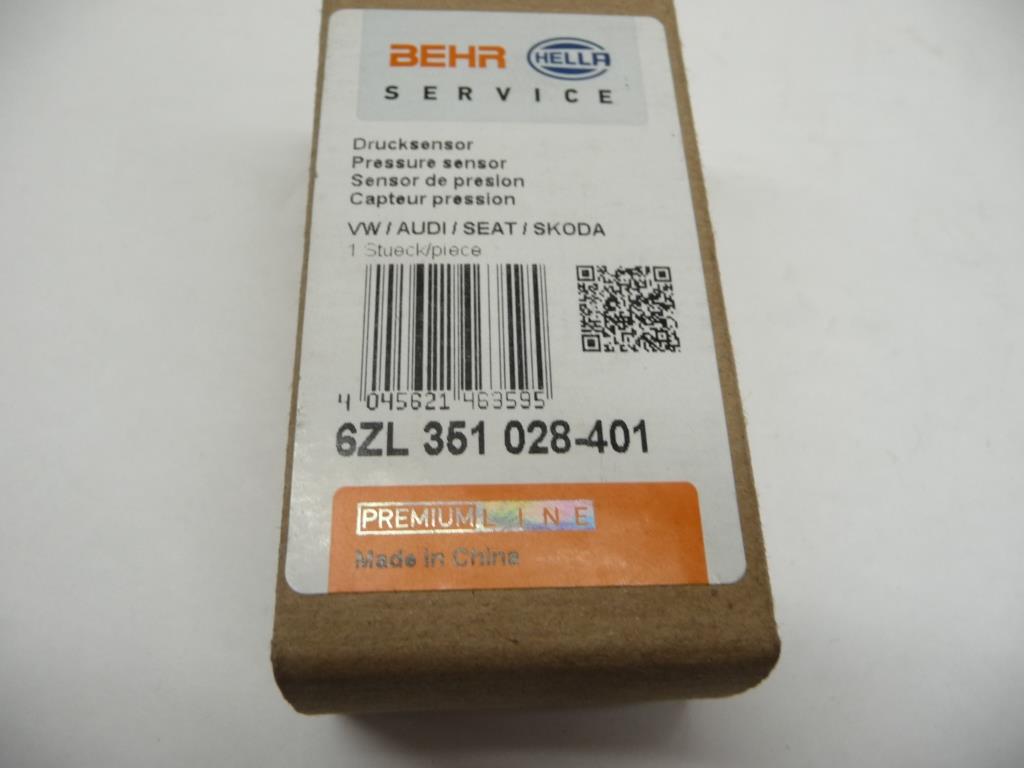 BEHR HELLA
SERVICE
Drucksensor
Pressure sensor
Sensor de presion
Capteur pression
VW / AUDI / SEAT / SKODA
1 Stueck/piece
4 045621 463595
6ZL 351 028-401
PREMIUM LINE
Made in China